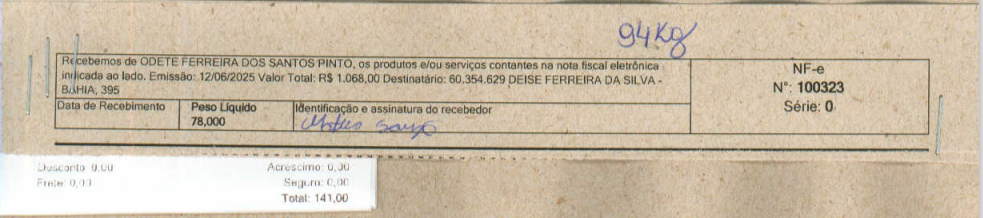 94Kg
Recebemos de ODETE FERREIRA DOS SANTOS PINTO, os produtos e/ou serviços contantes na nota fiscal eletrônica
indicada ao lado. Emissão: 12/06/2025 Valor Total: R$ 1.068,00 Destinatário: 60.354.629 DEISE FERREIRA DA SILVA -
BAHIA, 395
Data de Recebimento
Peso Líquido
78,000
Identificação e assinatura do recebedor
NF-e
N°: 100323
Série: 0
Desconto: 0,00 Acréscimo: 0,00
Frete: 0,00 Seguro: 0,00
Total: 141,00